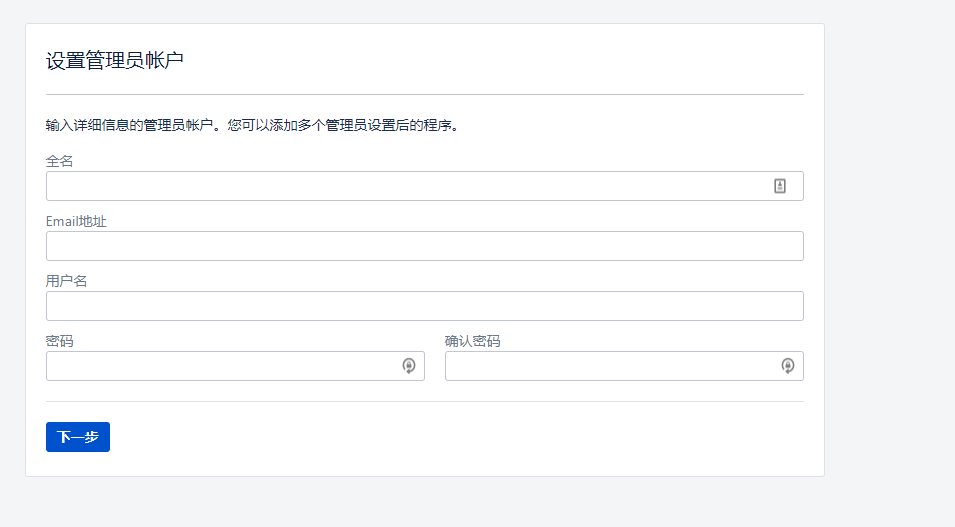 设置管理员帐户
输入详细信息的管理员帐户。您可以添加多个管理员设置后的程序。
全名
Email地址
用户名
密码
确认密码
下一步